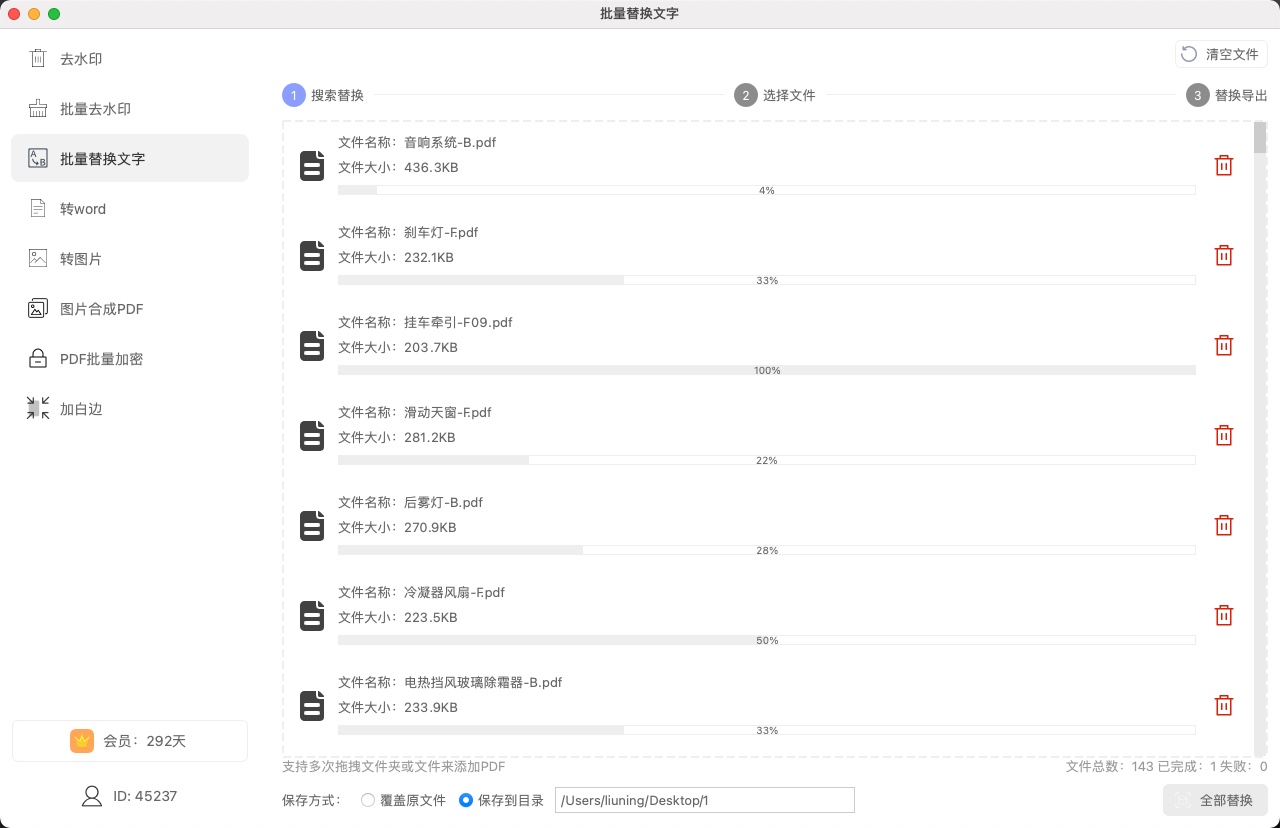 批量替换文字
去水印
批量去水印
批量替换文字
转word
转图片
图片合成PDF
PDF批量加密
加白边
会员：292天
ID: 45237
清空文件
1 搜索替换 2 选择文件 3 替换导出
文件名称：音响系统-B.pdf
文件大小：436.3KB
4%
文件名称：刹车灯-F.pdf
文件大小：232.1KB
33%
文件名称：挂车牵引-F09.pdf
文件大小：203.7KB
100%
文件名称：滑动天窗-F.pdf
文件大小：281.2KB
22%
文件名称：后雾灯-B.pdf
文件大小：270.9KB
28%
文件名称：冷凝器风扇-F.pdf
文件大小：223.5KB
50%
文件名称：电热挡风玻璃除霜器-B.pdf
文件大小：233.9KB
33%
支持多次拖拽文件夹或文件来添加PDF 文件总数：143 已完成：1 失败：0
保存方式： 覆盖原文件 保存到目录 /Users/liuning/Desktop/1 全部替换